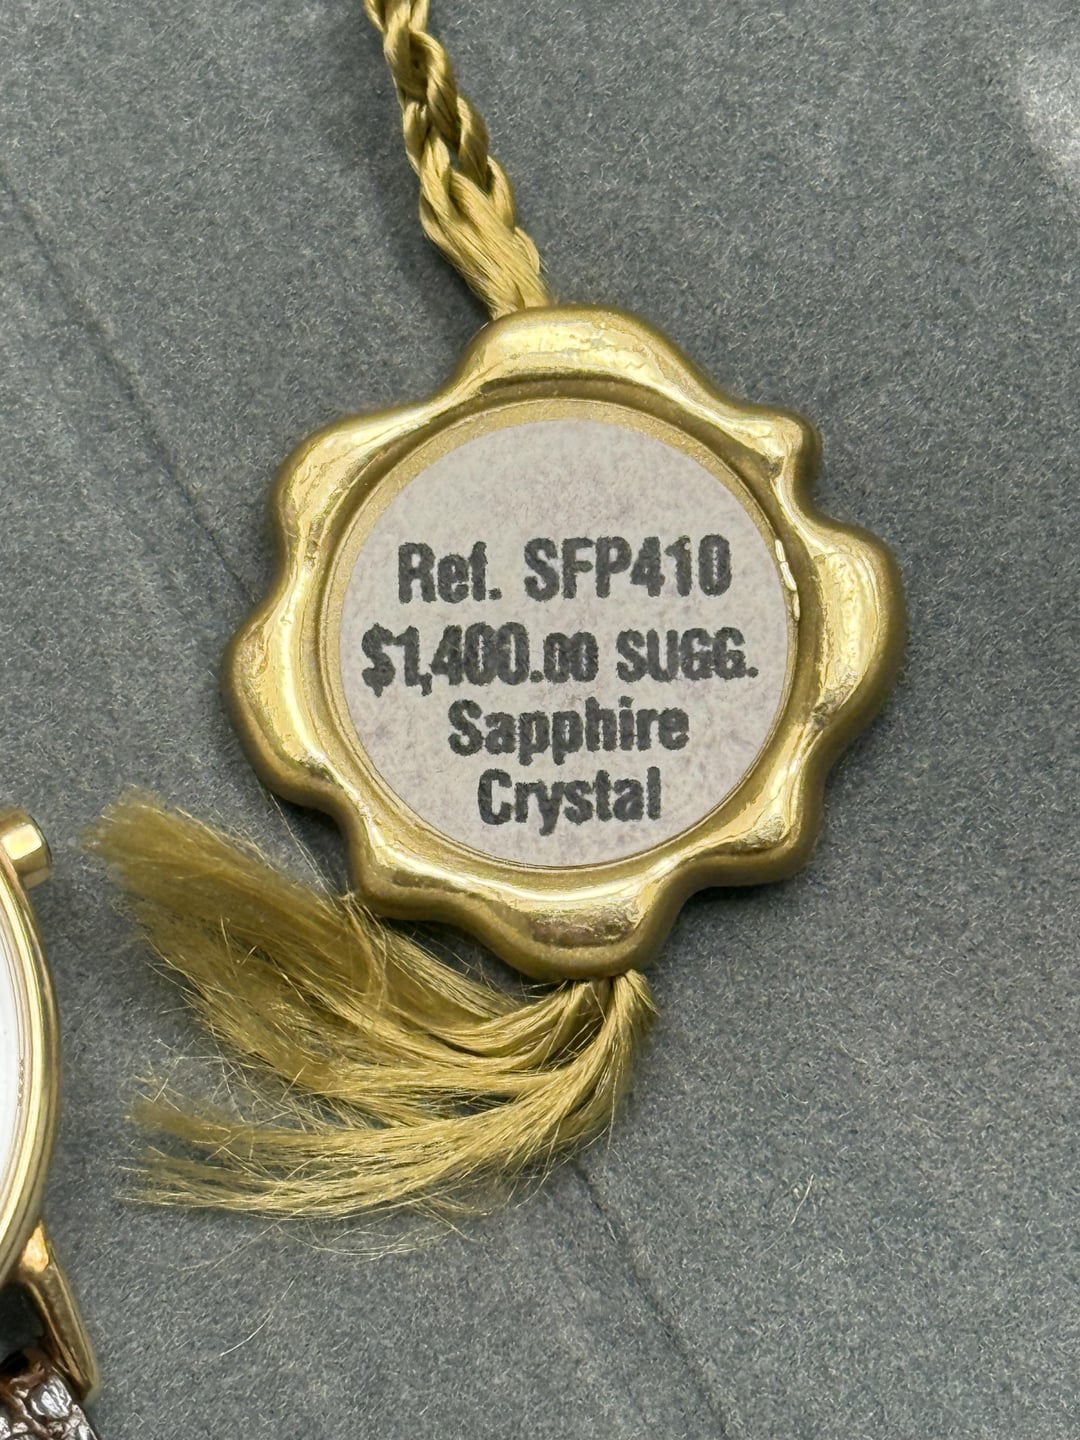 Ref. SFP410
$1,400.00 SUGG.
Sapphire
Crystal